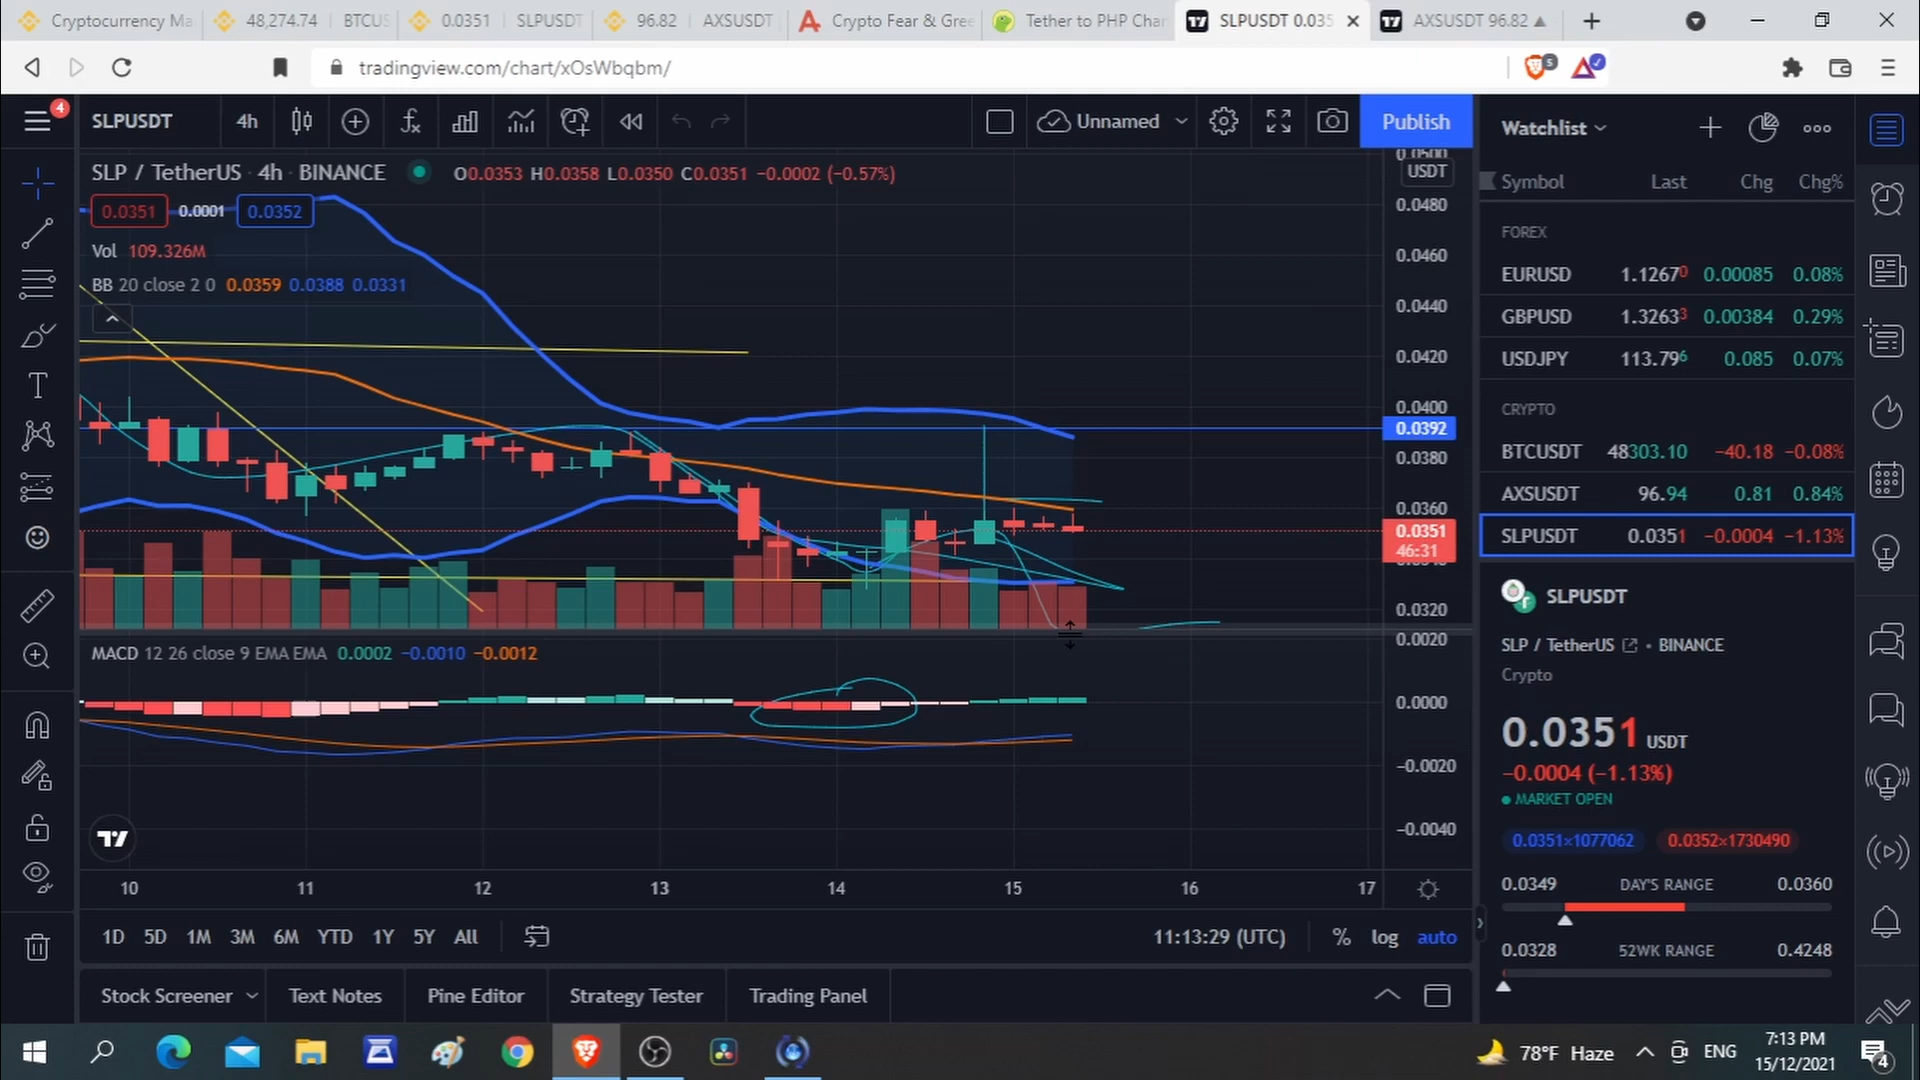 Cryptocurrency Ma
48,274.74 | BTCUS
0.0351 | SLPUSDT
96.82 | AXSUSDT
Crypto Fear & Gree
Tether to PHP Char
SLPUSDT 0.035
AXSUSDT 96.82 ▲
tradingview.com/chart/xOsWbqbm/
5
4
SLPUSDT
4h
Unnamed
Publish
SLP / TetherUS · 4h · BINANCE
O0.0353 H0.0358 L0.0350 C0.0351 −0.0002 (−0.57%)
0.0351 0.0001 0.0352
Vol 109.326M
BB 20 close 2 0 0.0359 0.0388 0.0331
0.0500
USDT
0.0480
0.0460
0.0440
0.0420
0.0400
0.0392
0.0380
0.0360
0.0351
46:31
0.0320
0.0020
MACD 12 26 close 9 EMA EMA 0.0002 −0.0010 −0.0012
0.0000
−0.0020
−0.0040
10 11 12 13 14 15 16 17
1D 5D 1M 3M 6M YTD 1Y 5Y All
11:13:29 (UTC)
% log auto
Stock Screener
Text Notes
Pine Editor
Strategy Tester
Trading Panel
Watchlist
Symbol Last Chg Chg%
FOREX
EURUSD 1.12670 0.00085 0.08%
GBPUSD 1.32633 0.00384 0.29%
USDJPY 113.796 0.085 0.07%
CRYPTO
BTCUSDT 48303.10 −40.18 −0.08%
AXSUSDT 96.94 0.81 0.84%
SLPUSDT 0.0351 −0.0004 −1.13%
SLPUSDT
SLP / TetherUS • BINANCE
Crypto
0.0351 USDT
−0.0004 (−1.13%)
MARKET OPEN
0.0351×1077062 0.0352×1730490
0.0349 DAY'S RANGE 0.0360
0.0328 52WK RANGE 0.4248
78°F Haze
ENG
7:13 PM
15/12/2021
4